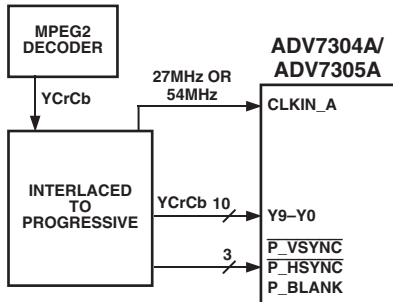 MPEG2
DECODER
YCrCb
INTERLACED
TO
PROGRESSIVE
27MHz OR
54MHz
YCrCb 10
3
ADV7304A/
ADV7305A
CLKIN_A
Y9–Y0
P_VSYNC
P_HSYNC
P_BLANK